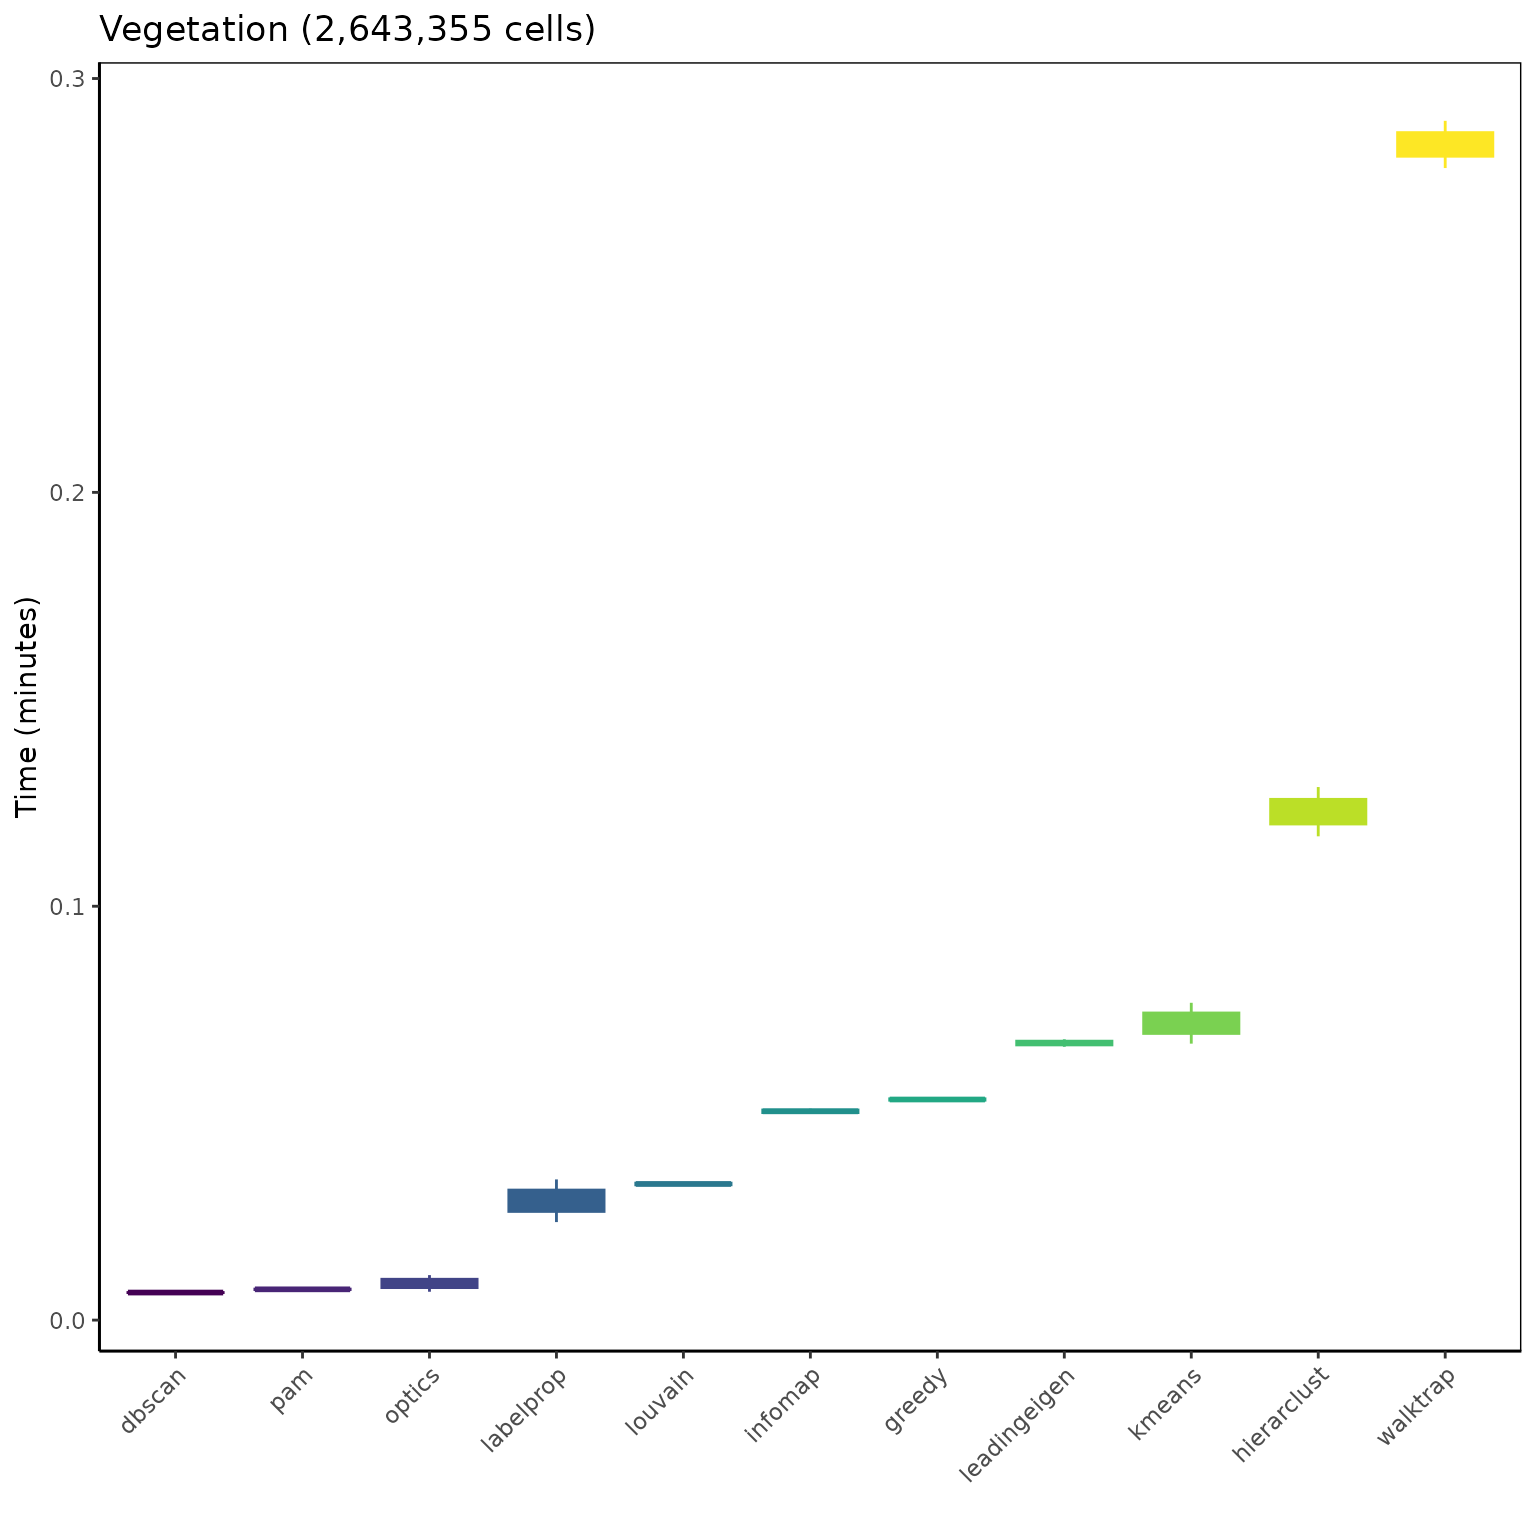 Vegetation (2,643,355 cells)
0.3
0.2
0.1
0.0
Time (minutes)
dbscan
pam
optics
labelprop
louvain
infomap
greedy
leadingeigen
kmeans
hierarclust
walktrap